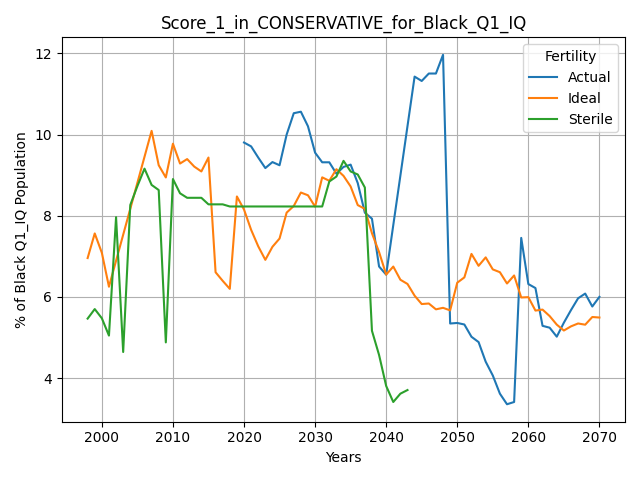 Score_1_in_CONSERVATIVE_for_Black_Q1_IQ
% of Black Q1_IQ Population
12
10
8
6
4
Fertility
Actual
Ideal
Sterile
2000 2010 2020 2030 2040 2050 2060 2070
Years